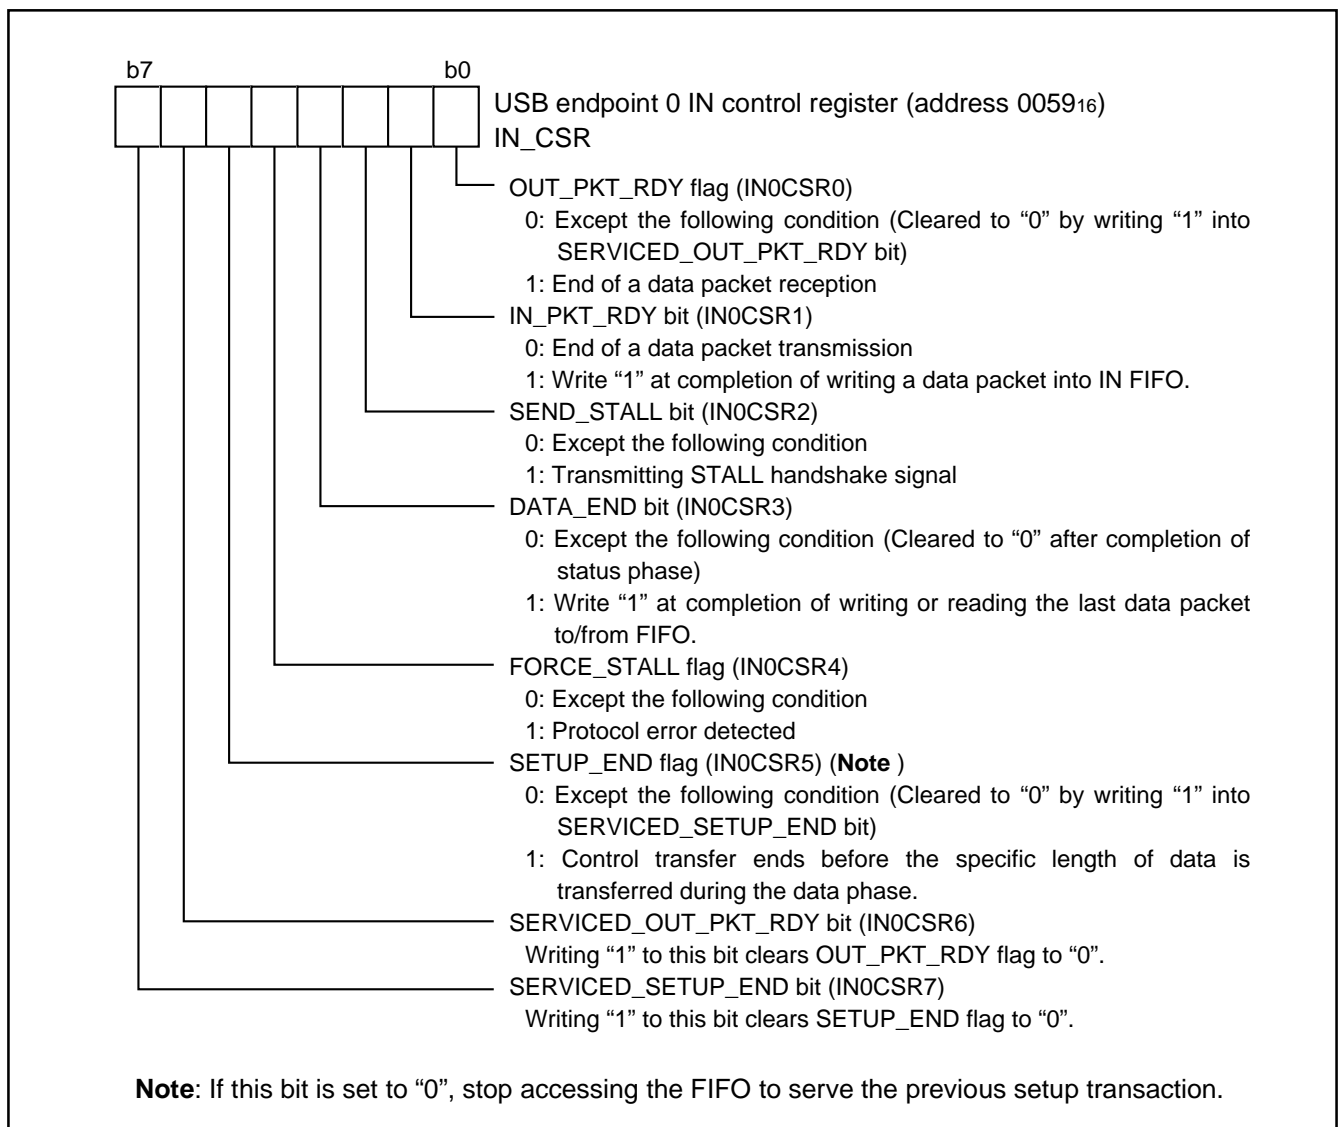 b7 b0
USB endpoint 0 IN control register (address 005916)
IN_CSR
OUT_PKT_RDY flag (IN0CSR0)
0: Except the following condition (Cleared to “0” by writing “1” into
SERVICED_OUT_PKT_RDY bit)
1: End of a data packet reception
IN_PKT_RDY bit (IN0CSR1)
0: End of a data packet transmission
1: Write “1” at completion of writing a data packet into IN FIFO.
SEND_STALL bit (IN0CSR2)
0: Except the following condition
1: Transmitting STALL handshake signal
DATA_END bit (IN0CSR3)
0: Except the following condition (Cleared to “0” after completion of
status phase)
1: Write “1” at completion of writing or reading the last data packet
to/from FIFO.
FORCE_STALL flag (IN0CSR4)
0: Except the following condition
1: Protocol error detected
SETUP_END flag (IN0CSR5) (Note )
0: Except the following condition (Cleared to “0” by writing “1” into
SERVICED_SETUP_END bit)
1: Control transfer ends before the specific length of data is
transferred during the data phase.
SERVICED_OUT_PKT_RDY bit (IN0CSR6)
Writing “1” to this bit clears OUT_PKT_RDY flag to “0”.
SERVICED_SETUP_END bit (IN0CSR7)
Writing “1” to this bit clears SETUP_END flag to “0”.
Note: If this bit is set to “0”, stop accessing the FIFO to serve the previous setup transaction.